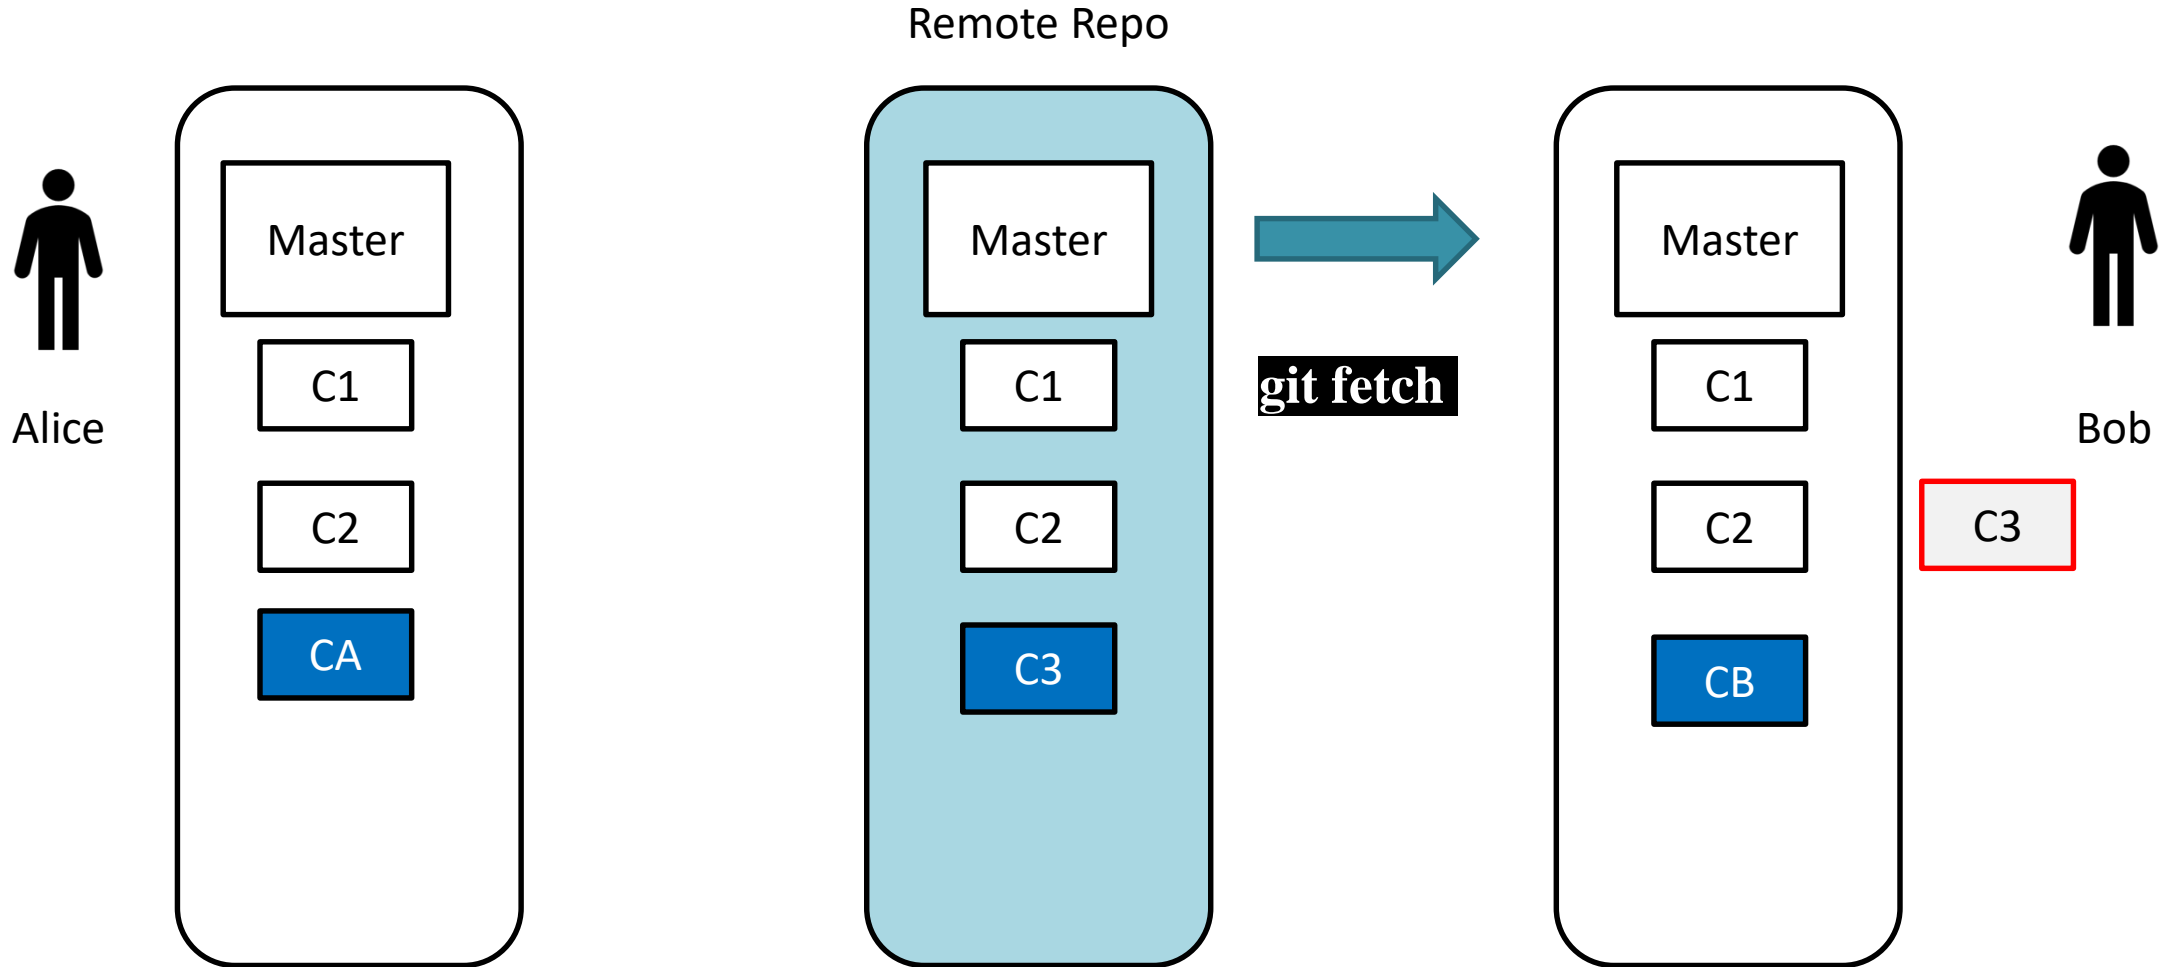 Remote Repo
Alice
Master
C1
C2
CA
Master
C1
C2
C3
git fetch
Master
C1
C2
CB
C3
Bob